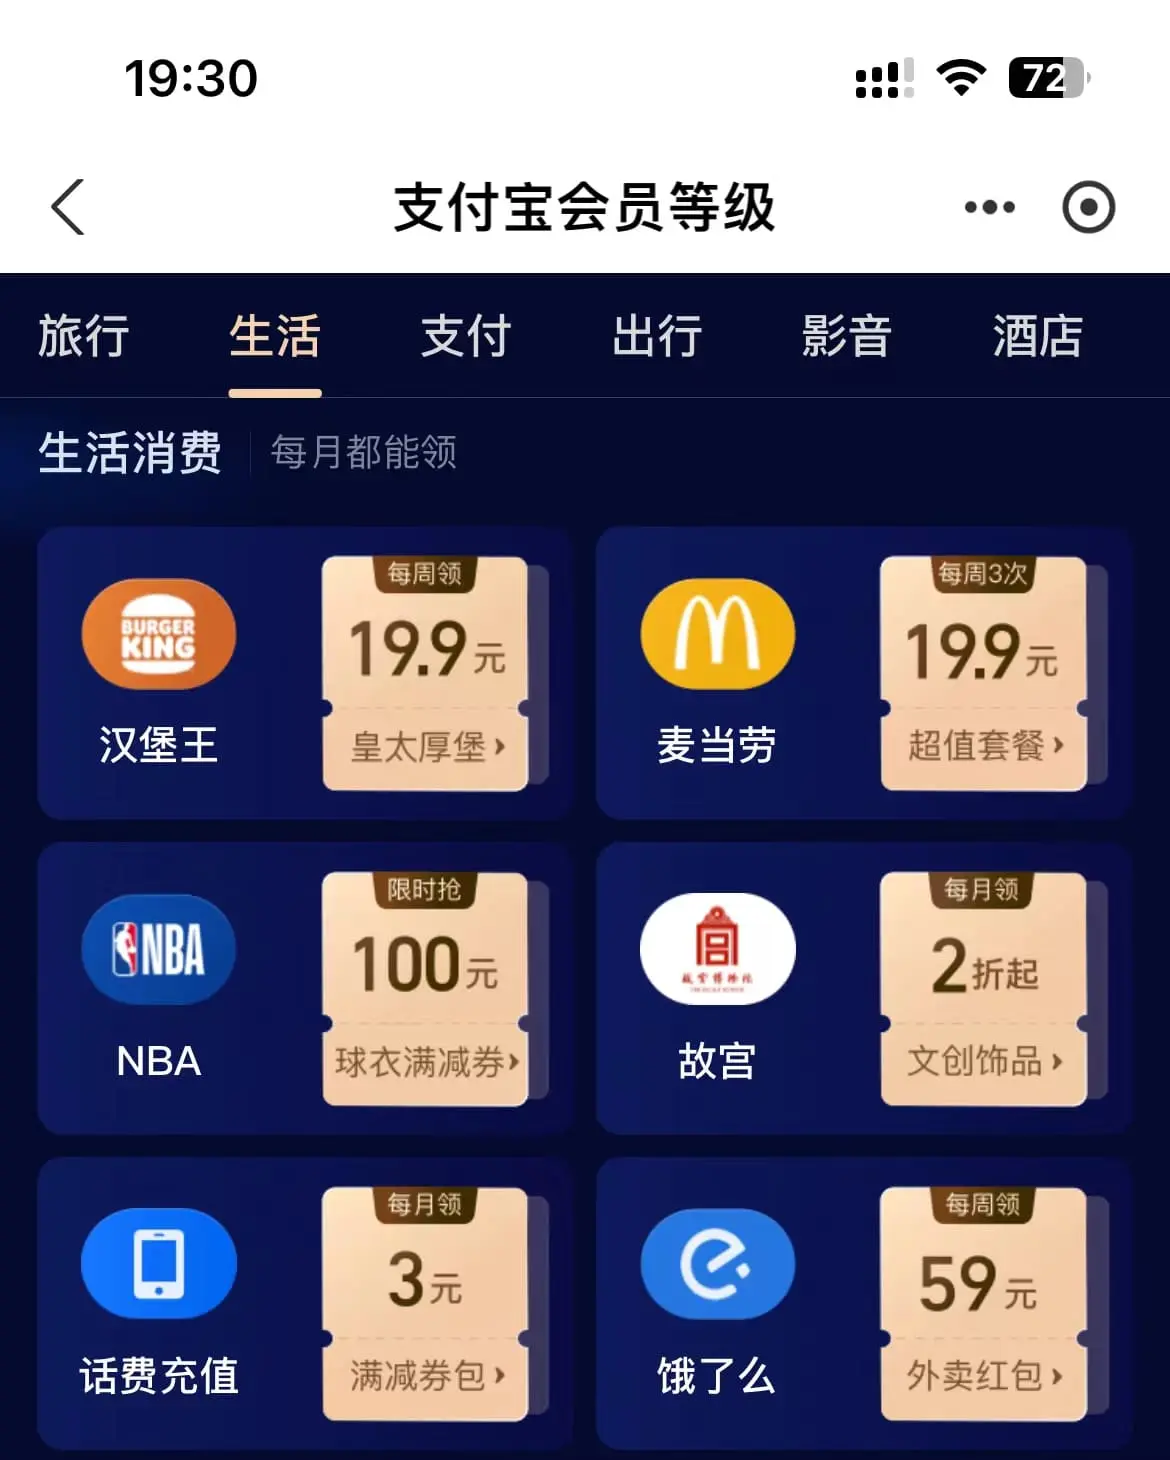 19:30
72
支付宝会员等级
旅行 生活 支付 出行 影音 酒店
生活消费 每月都能领
BURGER
KING
汉堡王
每周领
19.9元
皇太厚堡
麦当劳
每周3次
19.9元
超值套餐
NBA
NBA
限时抢
100元
球衣满减券
故宫博物院
故宫
每月领
2折起
文创饰品
话费充值
每月领
3元
满减券包
饿了么
每周领
59元
外卖红包